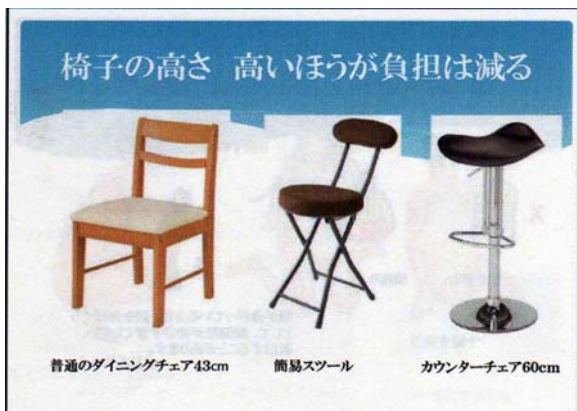 椅子の高さ 高いほうが負担は減る
普通のダイニングチェア43cm
簡易スツール
カウンターチェア60cm